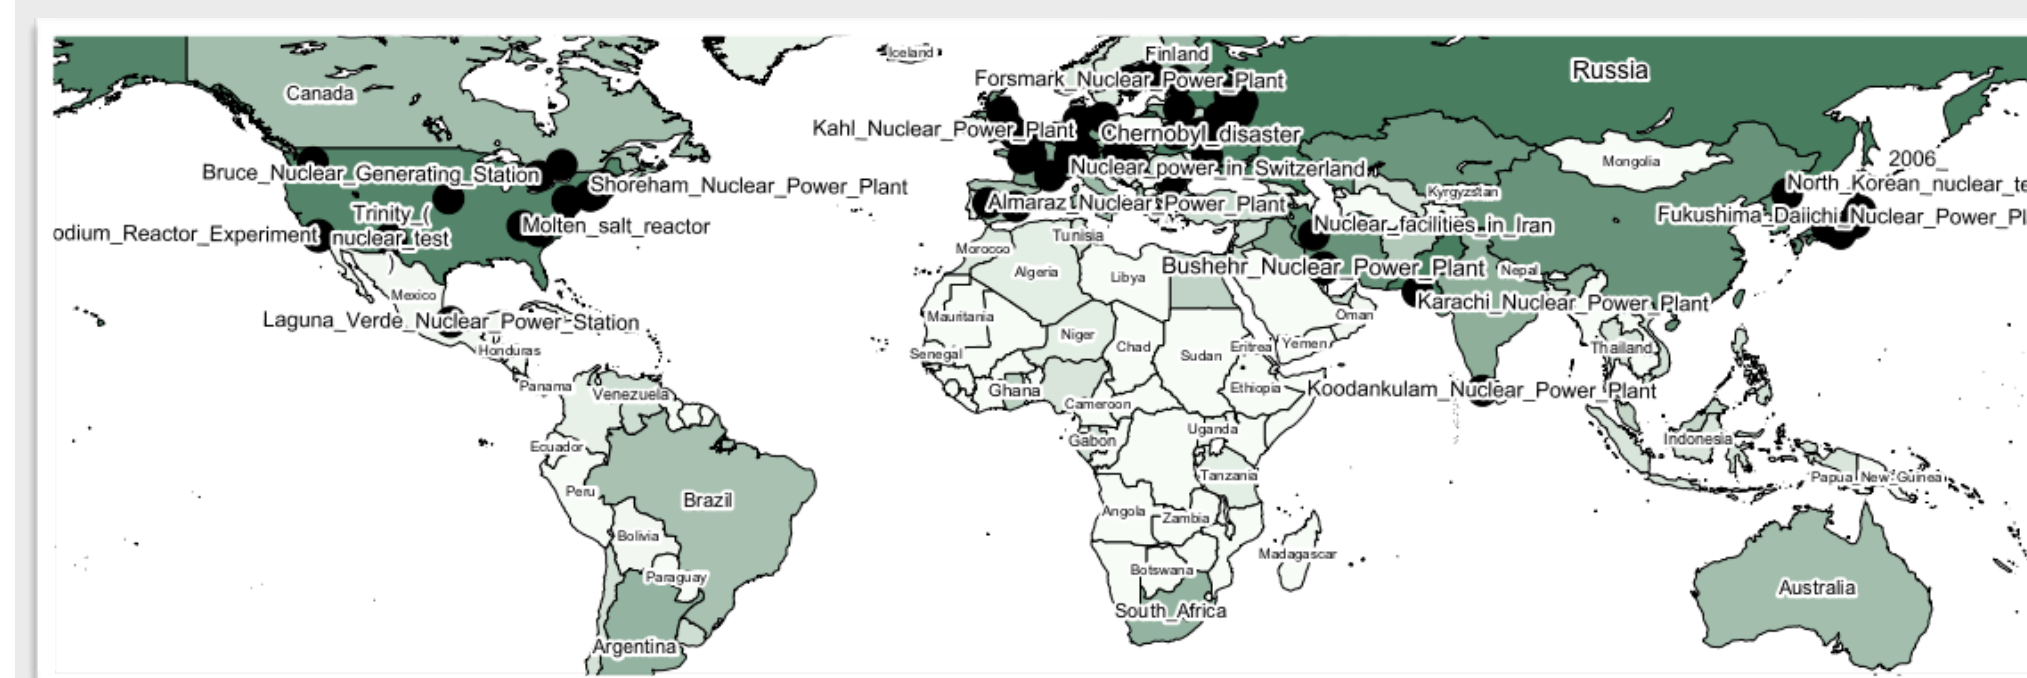 Iceland
Finland
Forsmark_Nuclear_Power_Plant
Russia
Canada
Kahl_Nuclear_Power_Plant
Chernobyl_disaster
Mongolia
2006_
Bruce_Nuclear_Generating_Station
Shoreham_Nuclear_Power_Plant
Nuclear_power_in_Switzerland
Kyrgyzstan
North_Korean_nuclear_te
Trinity_(
nuclear_test
)
Molten_salt_reactor
Almaraz_Nuclear_Power_Plant
Fukushima_Daiichi_Nuclear_Power_Pl
odium_Reactor_Experiment
Tunisia
Nuclear_facilities_in_Iran
Morocco
Algeria
Libya
Bushehr_Nuclear_Power_Plant
Nepal
Mexico
Karachi_Nuclear_Power_Plant
Laguna_Verde_Nuclear_Power_Station
Mauritania
Oman
Niger
Chad
Sudan
Eritrea
Yemen
Thailand
Honduras
Senegal
Panama
Venezuela
Ghana
Cameroon
Ethiopia
Koodankulam_Nuclear_Power_Plant
Ecuador
Gabon
Uganda
Indonesia
Peru
Brazil
Tanzania
Papua_New_Guinea
Angola
Zambia
Bolivia
Madagascar
Paraguay
Botswana
Australia
South_Africa
Argentina